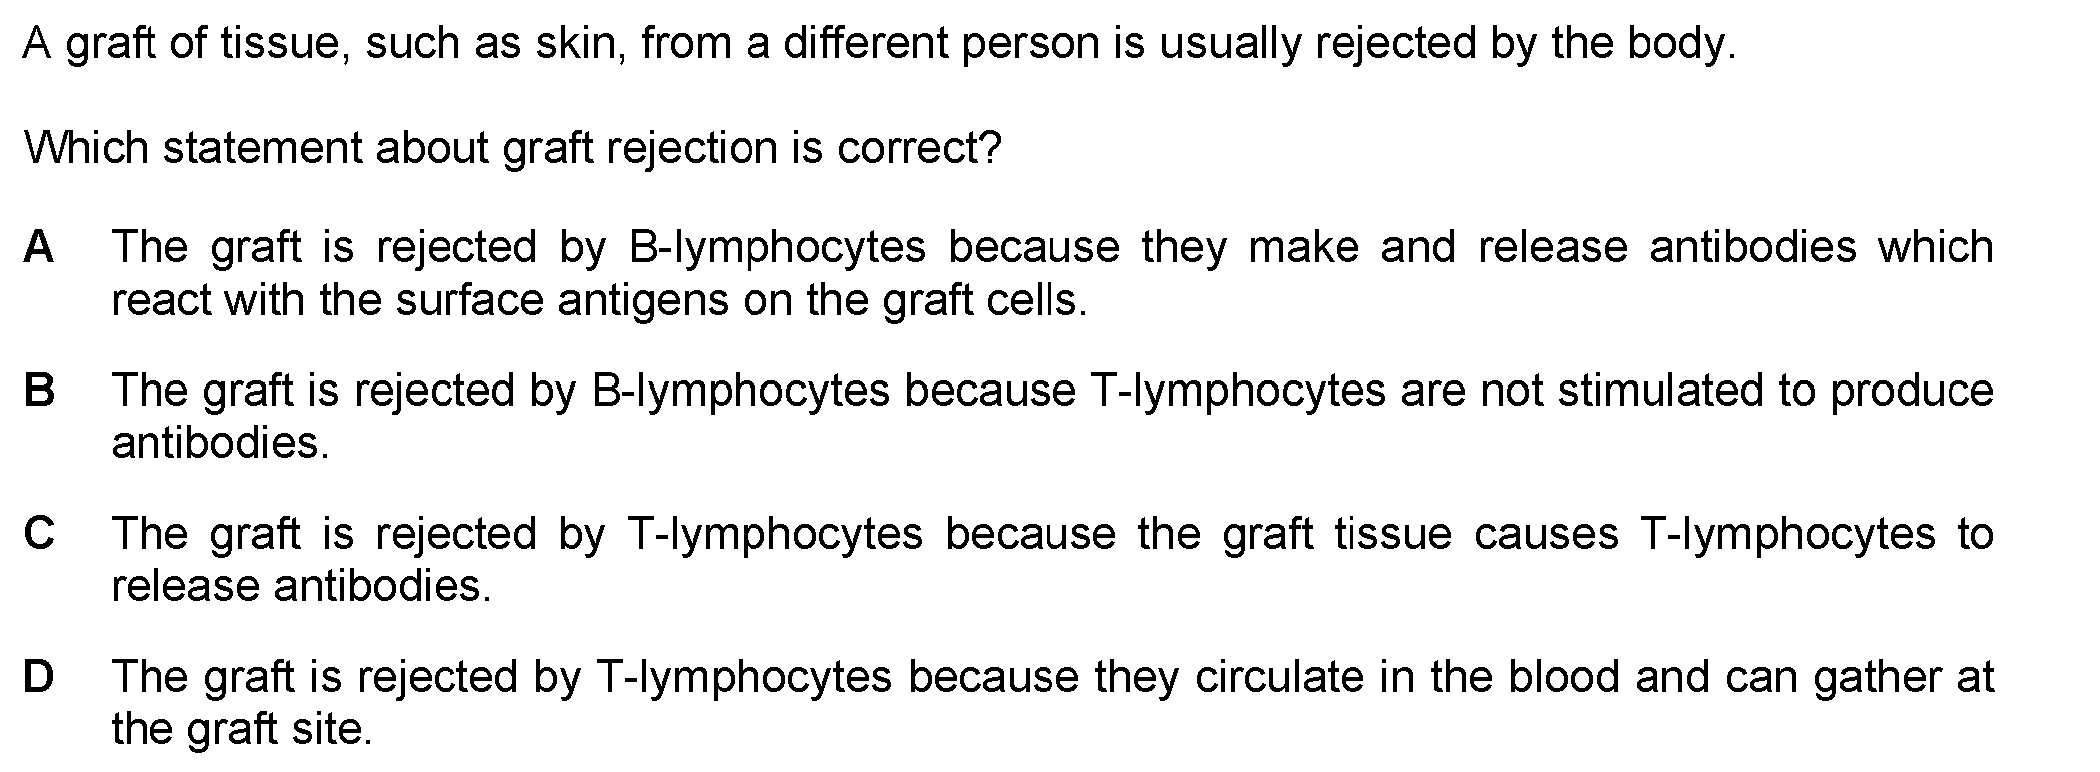 A graft of tissue, such as skin, from a different person is usually rejected by the body.
Which statement about graft rejection is correct?
A The graft is rejected by B-lymphocytes because they make and release antibodies which
react with the surface antigens on the graft cells.
B The graft is rejected by B-lymphocytes because T-lymphocytes are not stimulated to produce
antibodies.
C The graft is rejected by T-lymphocytes because the graft tissue causes T-lymphocytes to
release antibodies.
D The graft is rejected by T-lymphocytes because they circulate in the blood and can gather at
the graft site.